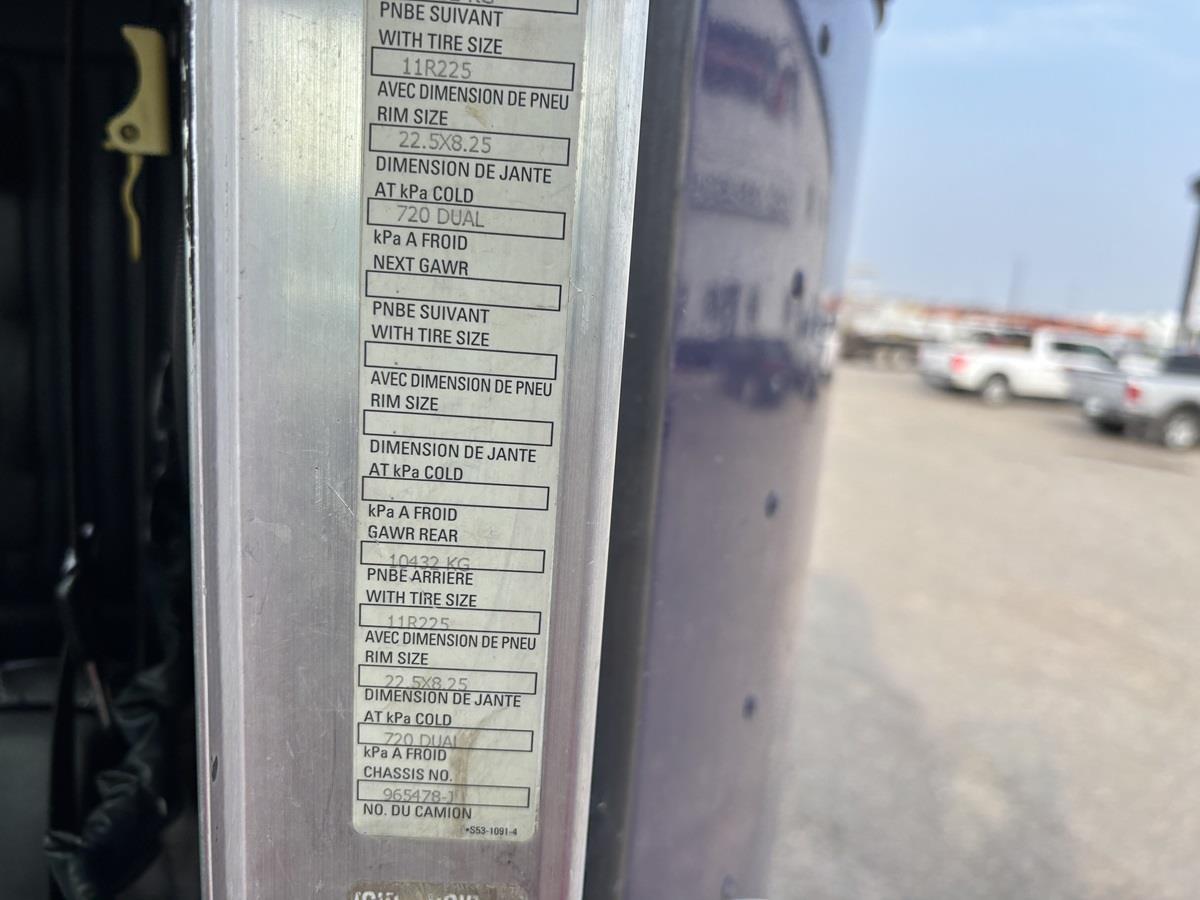 PNBE SUIVANT
WITH TIRE SIZE
11R225
AVEC DIMENSION DE PNEU
RIM SIZE
22.5X8.25
DIMENSION DE JANTE
AT kPa COLD
720 DUAL
kPa A FROID
NEXT GAWR
PNBE SUIVANT
WITH TIRE SIZE
AVEC DIMENSION DE PNEU
RIM SIZE
DIMENSION DE JANTE
AT kPa COLD
kPa A FROID
GAWR REAR
10432 KG
PNBE ARRIERE
WITH TIRE SIZE
11R225
AVEC DIMENSION DE PNEU
RIM SIZE
22.5X8.25
DIMENSION DE JANTE
AT kPa COLD
720 DUAL
kPa A FROID
CHASSIS NO.
965478-J
NO. DU CAMION
•S53-1091-4